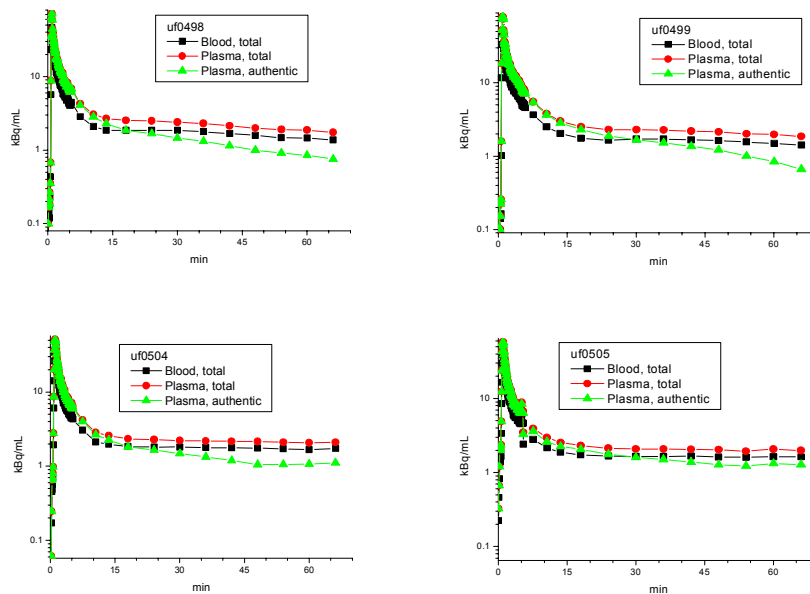 uf0498
Blood, total
Plasma, total
Plasma, authentic
kBq/mL
10
1
0.1
0
15
30
45
60
min
uf0499
Blood, total
Plasma, total
Plasma, authentic
kBq/mL
10
1
0.1
0
15
30
45
60
min
uf0504
Blood, total
Plasma, total
Plasma, authentic
kBq/mL
10
1
0.1
0
15
30
45
60
min
uf0505
Blood, total
Plasma, total
Plasma, authentic
kBq/mL
10
1
0.1
0
15
30
45
60
min